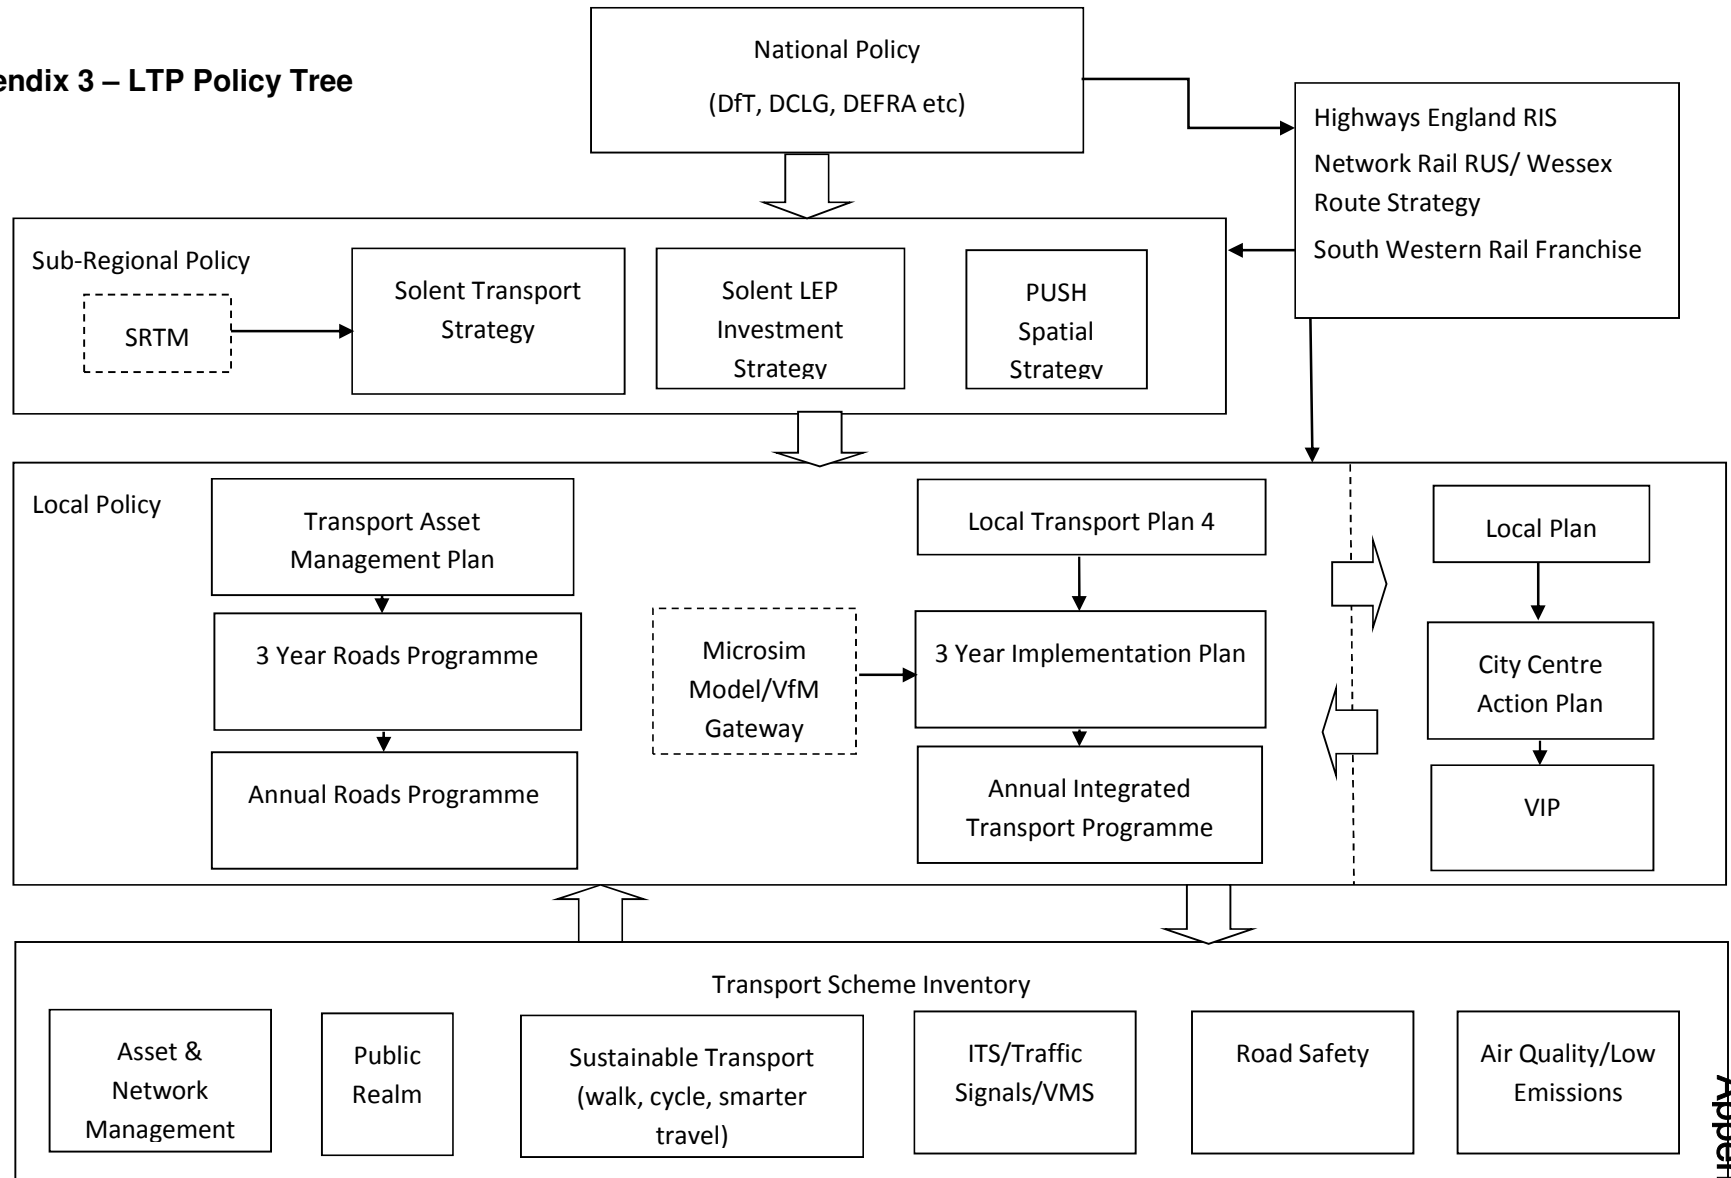 endix 3 – LTP Policy Tree
National Policy
(DfT, DCLG, DEFRA etc)
Highways England RIS
Network Rail RUS/ Wessex
Route Strategy
South Western Rail Franchise
Sub-Regional Policy
SRTM
Solent Transport
Strategy
Solent LEP
Investment
Strategy
PUSH
Spatial
Strategy
Local Policy
Transport Asset
Management Plan
3 Year Roads Programme
Annual Roads Programme
Microsim
Model/VfM
Gateway
Local Transport Plan 4
3 Year Implementation Plan
Annual Integrated
Transport Programme
Local Plan
City Centre
Action Plan
VIP
Transport Scheme Inventory
Asset &
Network
Management
Public
Realm
Sustainable Transport
(walk, cycle, smarter
travel)
ITS/Traffic
Signals/VMS
Road Safety
Air Quality/Low
Emissions
Appen